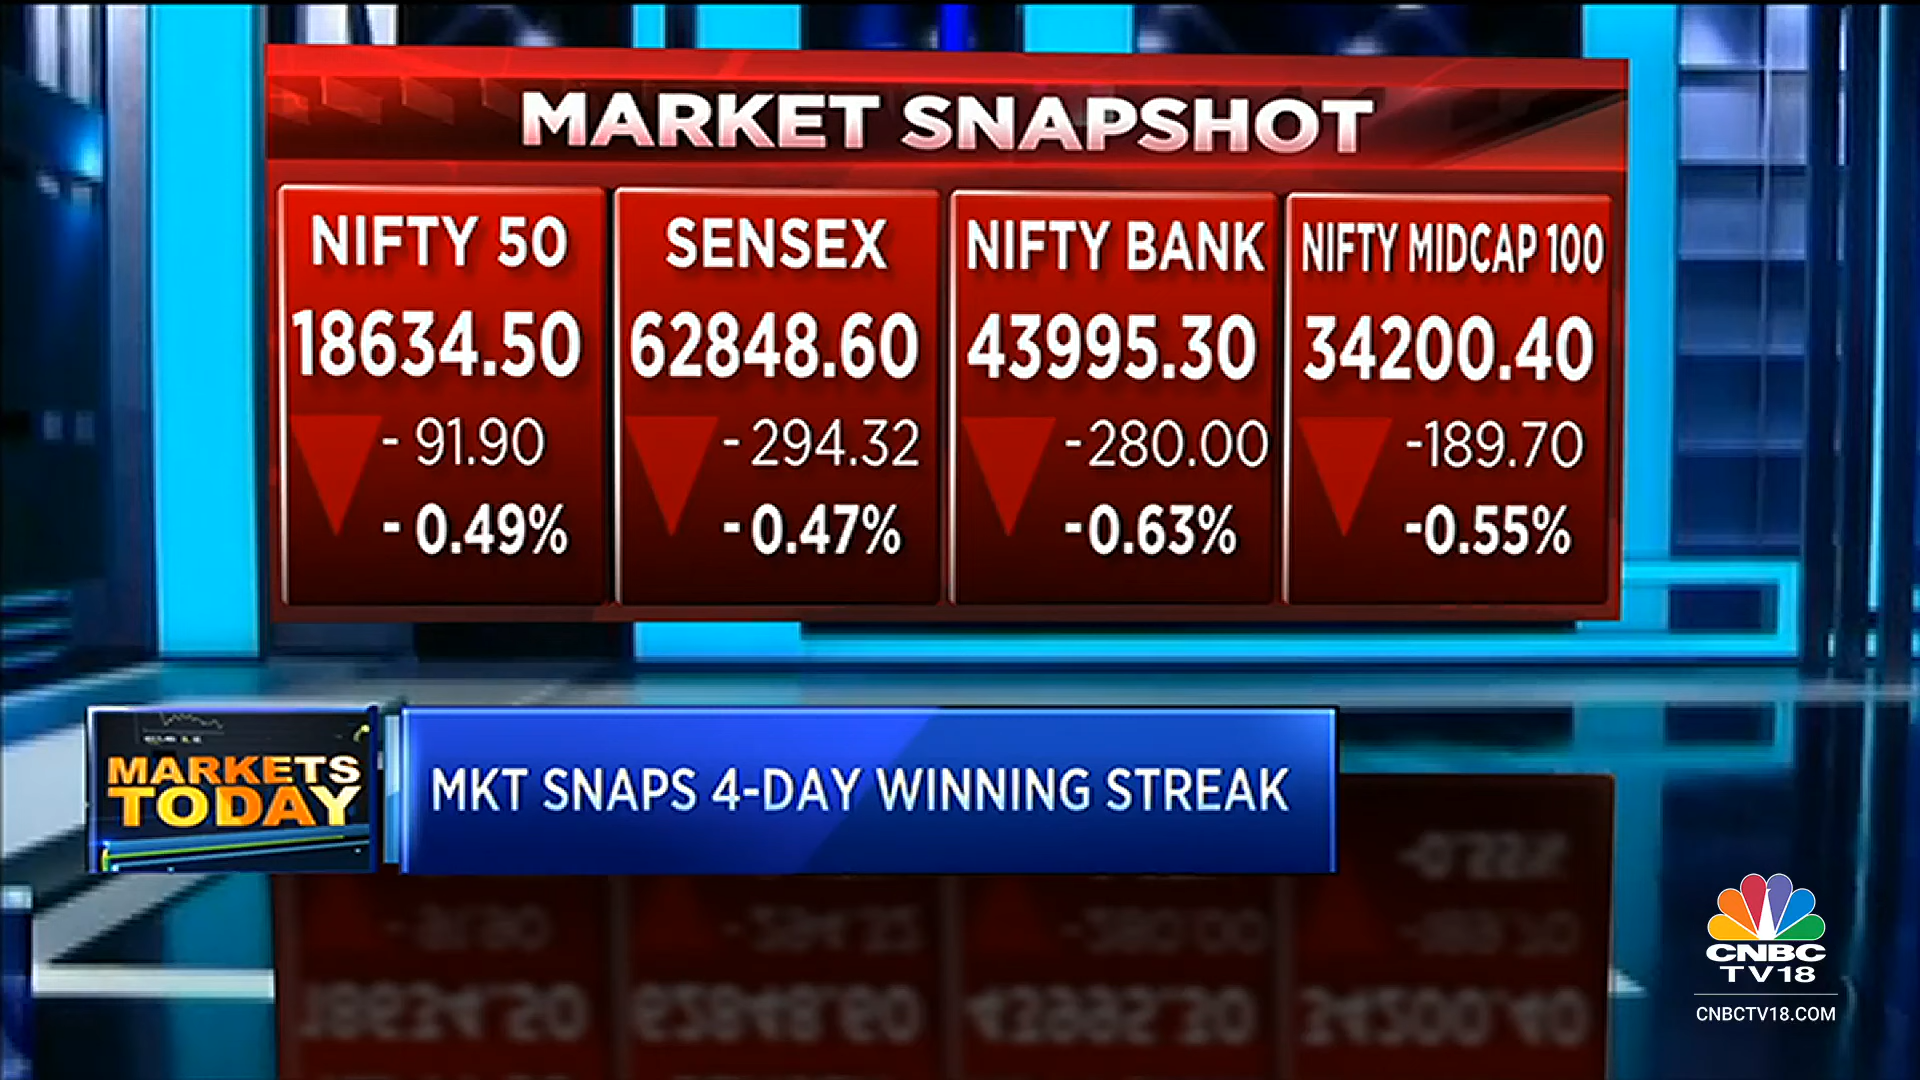 MARKET SNAPSHOT
NIFTY 50
18634.50
- 91.90
- 0.49%
SENSEX
62848.60
- 294.32
- 0.47%
NIFTY BANK
43995.30
-280.00
-0.63%
NIFTY MIDCAP 100
34200.40
-189.70
-0.55%
MARKETS
TODAY
MKT SNAPS 4-DAY WINNING STREAK
CNBC
TV18
CNBCTV18.COM